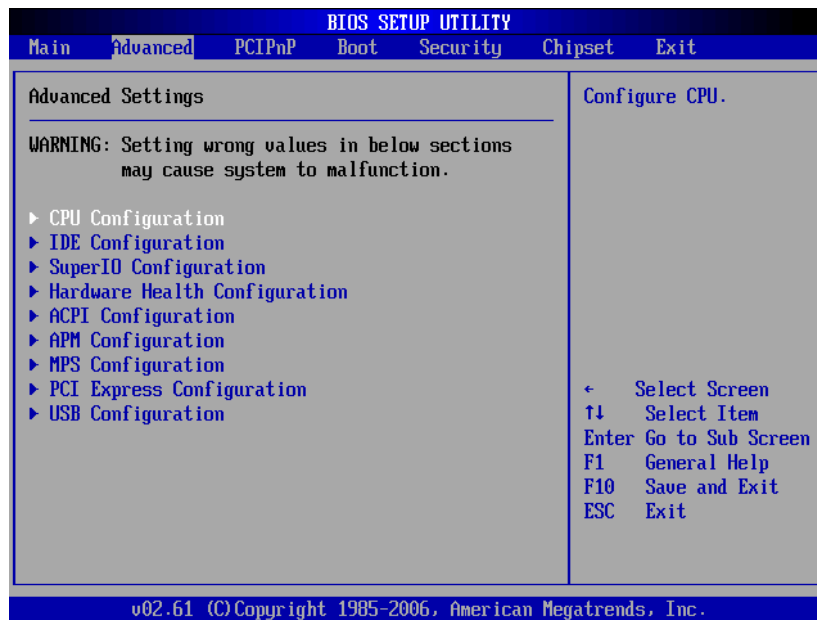 BIOS SETUP UTILITY
Main Advanced PCIPnP Boot Security Chipset Exit
Advanced Settings
WARNING: Setting wrong values in below sections
may cause system to malfunction.
▶ CPU Configuration
▶ IDE Configuration
▶ SuperIO Configuration
▶ Hardware Health Configuration
▶ ACPI Configuration
▶ APM Configuration
▶ MPS Configuration
▶ PCI Express Configuration
▶ USB Configuration
Configure CPU.
← Select Screen
↑↓ Select Item
Enter Go to Sub Screen
F1 General Help
F10 Save and Exit
ESC Exit
v02.61 (C)Copyright 1985-2006, American Megatrends, Inc.